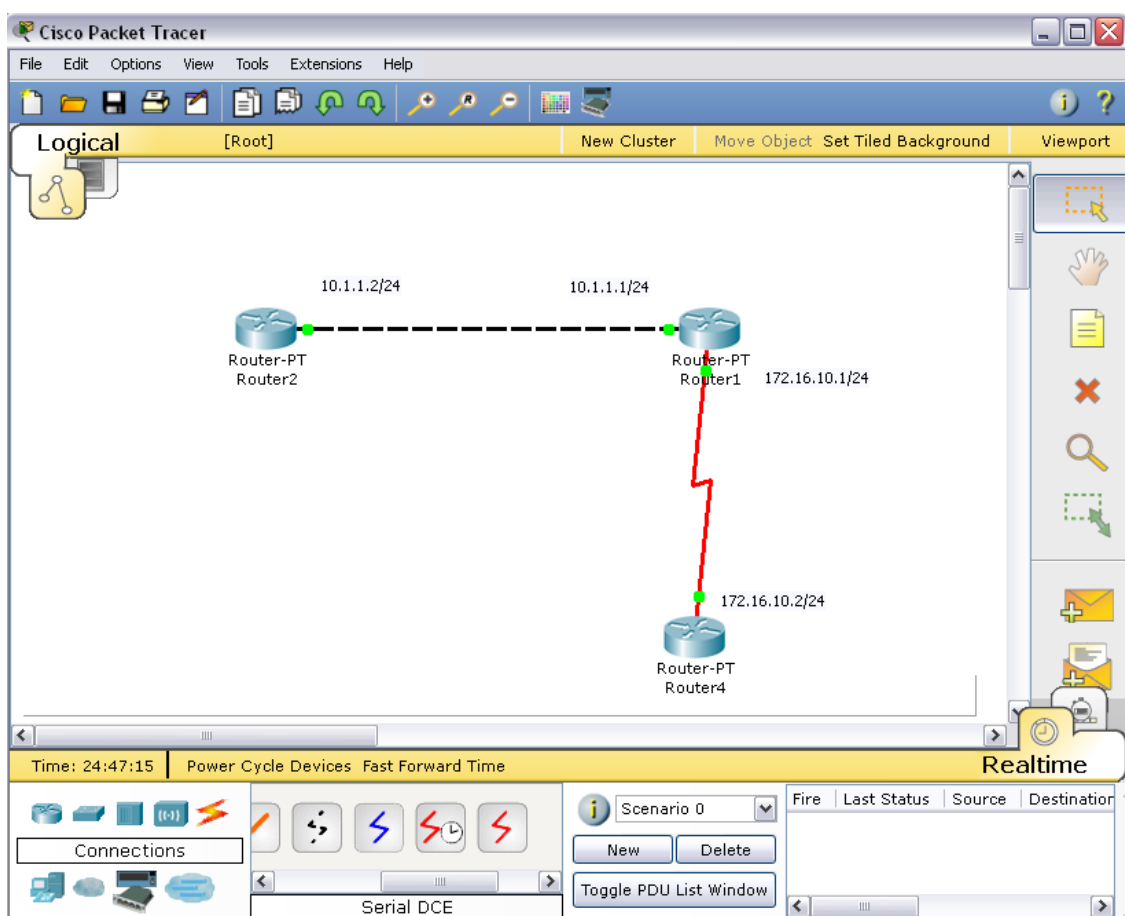 Cisco Packet Tracer
File Edit Options View Tools Extensions Help
Logical [Root] New Cluster Move Object Set Tiled Background Viewport
10.1.1.2/24 10.1.1.1/24
Router-PT
Router2
Router-PT
Router1
172.16.10.1/24
172.16.10.2/24
Router-PT
Router4
Time: 24:47:15 Power Cycle Devices Fast Forward Time Realtime
Connections
Serial DCE
Scenario 0
New Delete
Toggle PDU List Window
Fire Last Status Source Destination